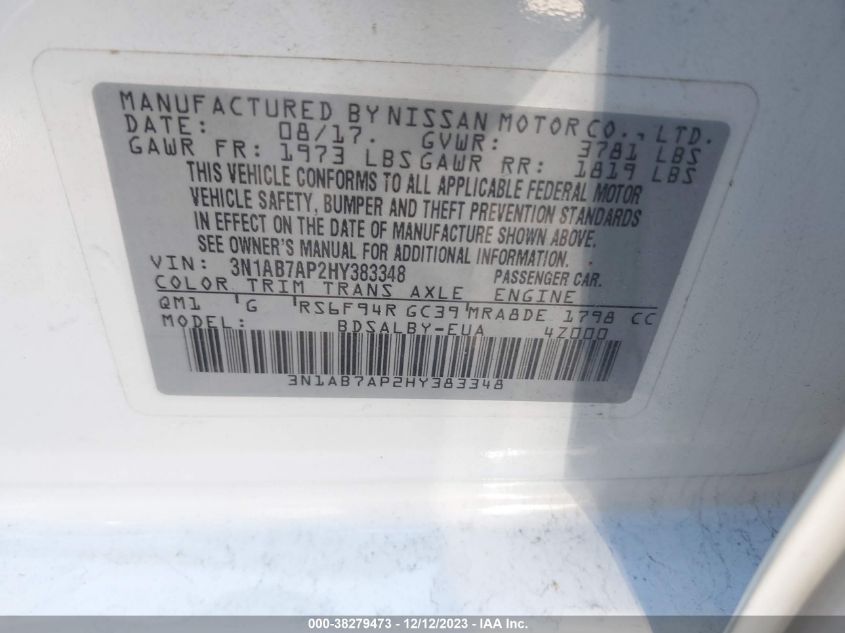 MANUFACTURED BY NISSAN MOTOR CO., LTD.
DATE: 08/17. GVWR: 3781 LBS
GAWR FR: 1973 LBS GAWR RR: 1819 LBS
THIS VEHICLE CONFORMS TO ALL APPLICABLE FEDERAL MOTOR
VEHICLE SAFETY, BUMPER AND THEFT PREVENTION STANDARDS
IN EFFECT ON THE DATE OF MANUFACTURE SHOWN ABOVE.
SEE OWNER'S MANUAL FOR ADDITIONAL INFORMATION.
VIN: 3N1AB7AP2HY383348 PASSENGER CAR.
COLOR TRIM TRANS AXLE ENGINE
QM1 G RS6F94R GC39 MRA8DE 1798 CC
MODEL: BDSALBY-EUA 4Z000
3N1AB7AP2HY383348
000-38279473 - 12/12/2023 - IAA Inc.